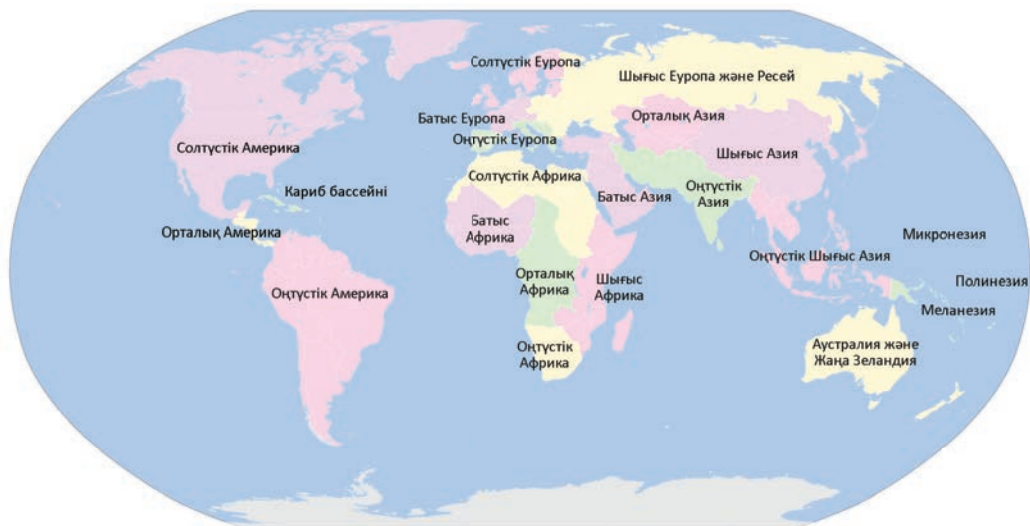 Солтүстік Еуропа
Шығыс Еуропа және Ресей
Батыс Еуропа
Орталық Азия
Оңтүстік Еуропа
Солтүстік Америка
Шығыс Азия
Солтүстік Африка
Кариб бассейні
Батыс Азия
Оңтүстік
Азия
Батыс
Африка
Орталық Америка
Микронезия
Оңтүстік Шығыс Азия
Орталық
Африка
Шығыс
Африка
Полинезия
Оңтүстік Америка
Меланезия
Оңтүстік
Африка
Аустралия және
Жаңа Зеландия